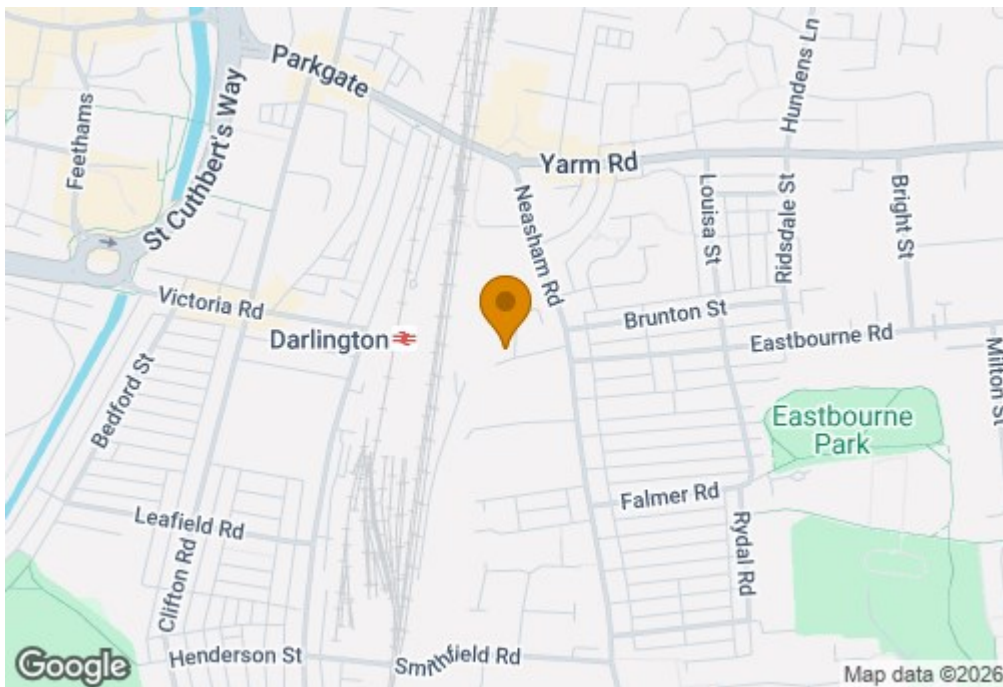 Parkgate
Feethams
St Cuthbert's Way
Hundens Ln
Yarm Rd
Neasham Rd
Louisa St
Ridsdale St
Bright St
Victoria Rd
Darlington
Brunton St
Eastbourne Rd
Milton St
Bedford St
Eastbourne
Park
Falmer Rd
Leafield Rd
Clifton Rd
Rydal Rd
Henderson St
Smithfield Rd
Google
Map data ©2026